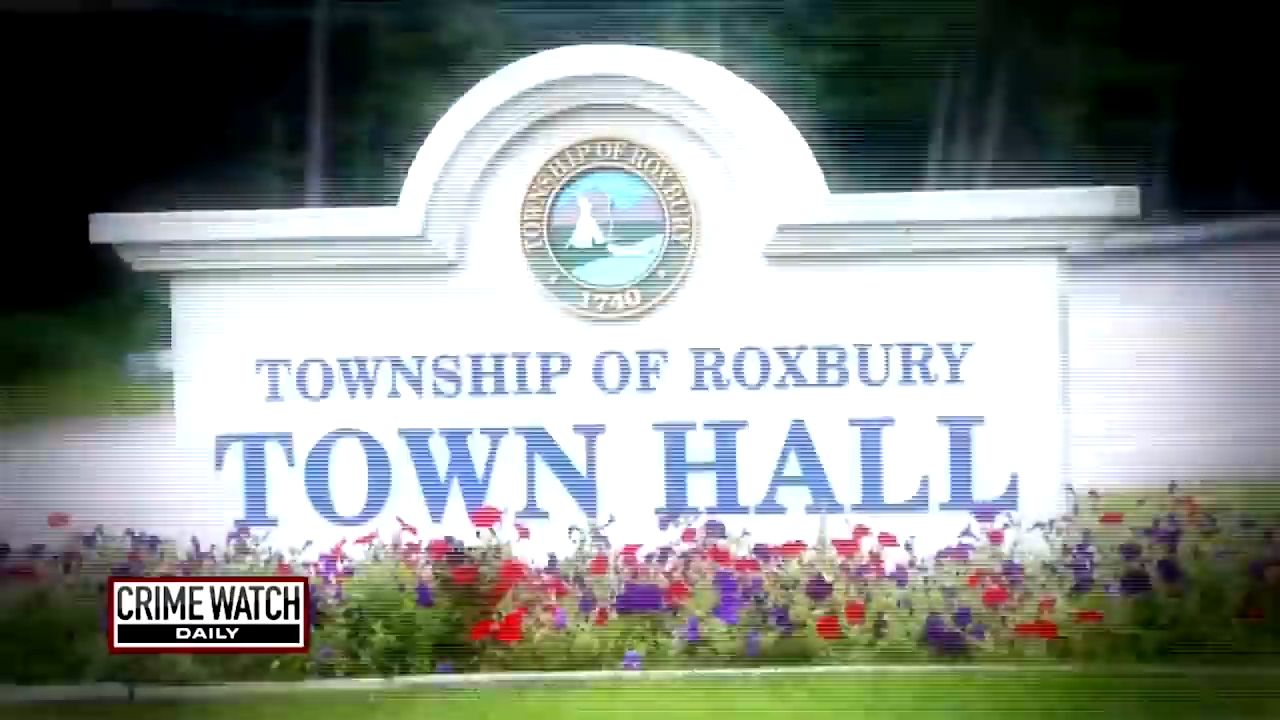 TOWNSHIP OF ROXBURY
1740
TOWNSHIP OF ROXBURY
TOWN HALL
CRIME WATCH
DAILY